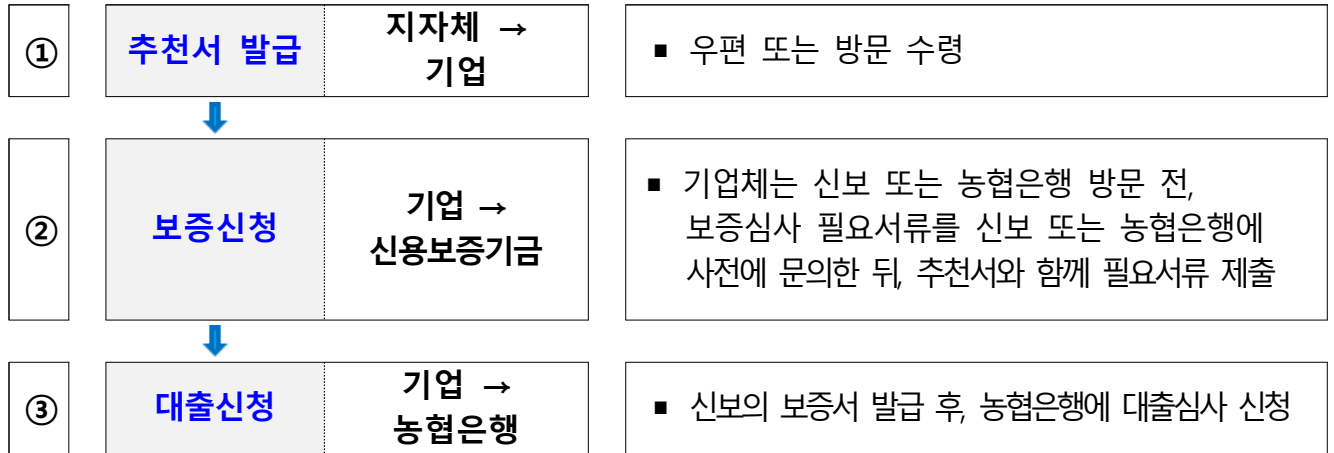 ①
추천서 발급
지자체 →
기업
▪ 우편 또는 방문 수령
②
보증신청
기업 →
신용보증기금
▪ 기업체는 신보 또는 농협은행 방문 전,
보증심사 필요서류를 신보 또는 농협은행에
사전에 문의한 뒤, 추천서와 함께 필요서류 제출
③
대출신청
기업 →
농협은행
▪ 신보의 보증서 발급 후, 농협은행에 대출심사 신청